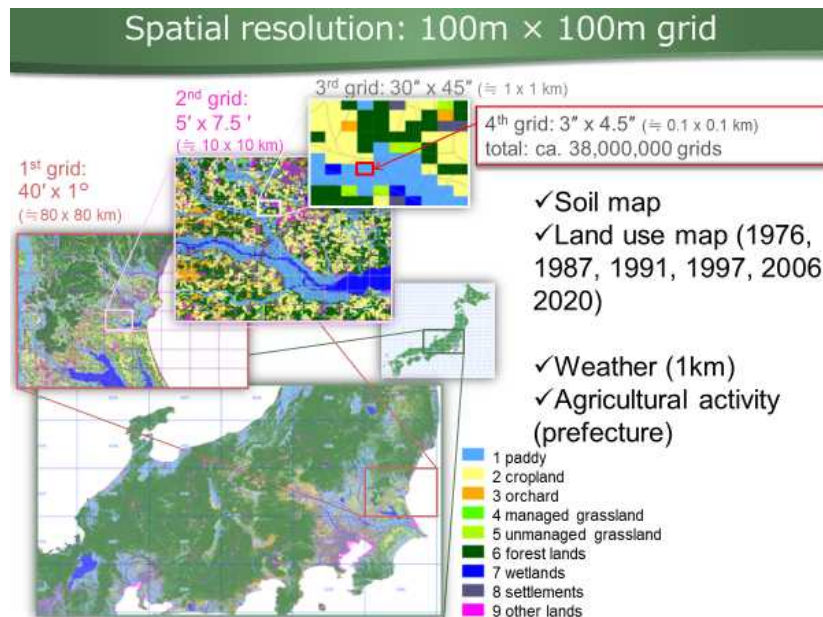 Spatial resolution: 100m × 100m grid
3rd grid: 30″ x 45″ (≒ 1 x 1 km)
2nd grid:
5′ x 7.5 ′
(≒ 10 x 10 km)
4th grid: 3″ x 4.5″ (≒ 0.1 x 0.1 km)
total: ca. 38,000,000 grids
1st grid:
40′ x 1°
(≒80 x 80 km)
✓Soil map
✓Land use map (1976,
1987, 1991, 1997, 2006
2020)
✓Weather (1km)
✓Agricultural activity
(prefecture)
1 paddy
2 cropland
3 orchard
4 managed grassland
5 unmanaged grassland
6 forest lands
7 wetlands
8 settlements
9 other lands